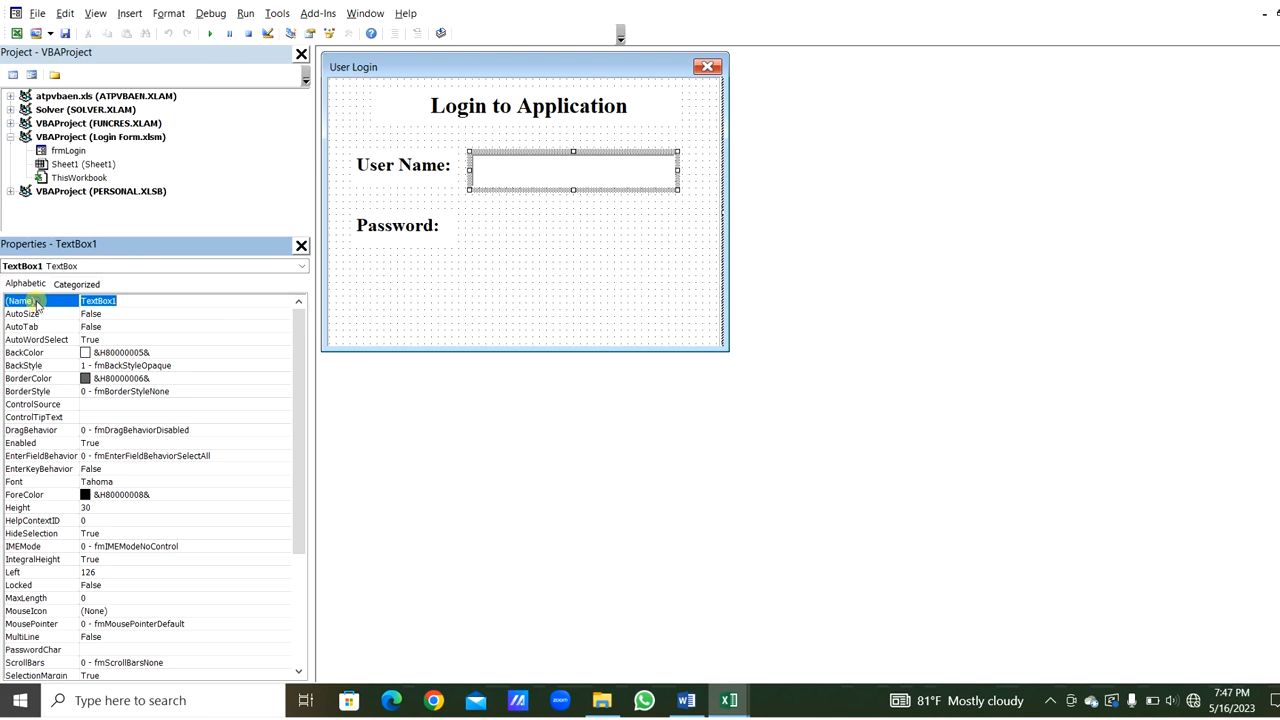 File Edit View Insert Format Debug Run Tools Add-Ins Window Help
Project - VBAProject
atpvbaen.xls (ATPVBAEN.XLAM)
Solver (SOLVER.XLAM)
VBAProject (FUNCRES.XLAM)
VBAProject (Login Form.xlsm)
frmLogin
Sheet1 (Sheet1)
ThisWorkbook
VBAProject (PERSONAL.XLSB)
Properties - TextBox1
TextBox1 TextBox
Alphabetic Categorized
(Name) TextBox1
AutoSize False
AutoTab False
AutoWordSelect True
BackColor &H80000005&
BackStyle 1 - fmBackStyleOpaque
BorderColor &H80000006&
BorderStyle 0 - fmBorderStyleNone
ControlSource
ControlTipText
DragBehavior 0 - fmDragBehaviorDisabled
Enabled True
EnterFieldBehavior 0 - fmEnterFieldBehaviorSelectAll
EnterKeyBehavior False
Font Tahoma
ForeColor &H80000008&
Height 30
HelpContextID 0
HideSelection True
IMEMode 0 - fmIMEModeNoControl
IntegralHeight True
Left 126
Locked False
MaxLength 0
MouseIcon (None)
MousePointer 0 - fmMousePointerDefault
MultiLine False
PasswordChar
ScrollBars 0 - fmScrollBarsNone
SelectionMargin True
User Login
Login to Application
User Name:
Password:
Type here to search
zoom
81°F Mostly cloudy
7:47 PM
5/16/2023